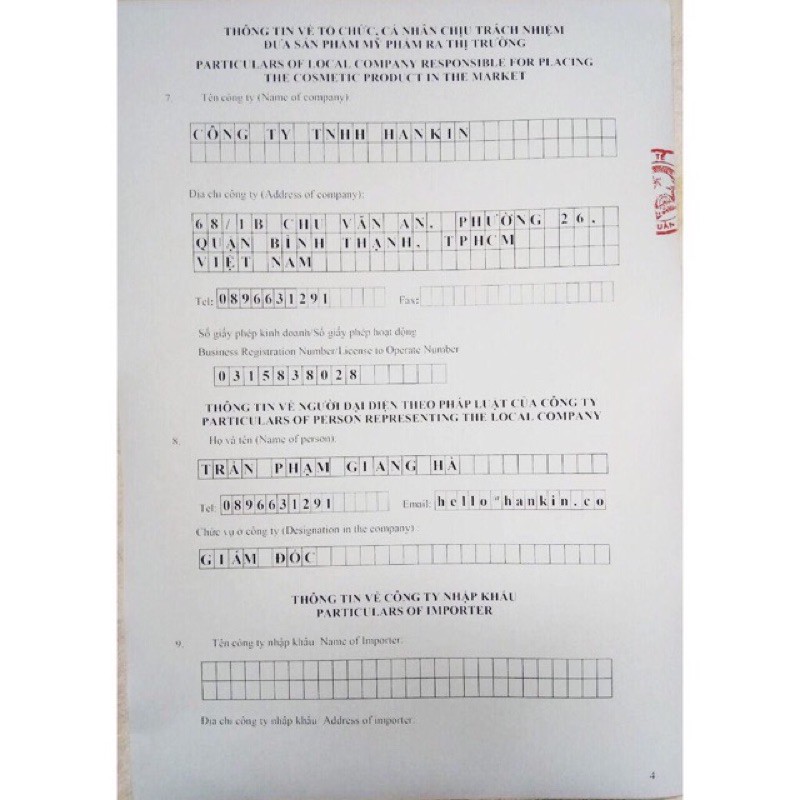 THÔNG TIN VỀ TỔ CHỨC, CÁ NHÂN CHỊU TRÁCH NHIỆM
ĐƯA SẢN PHẨM MỸ PHẨM RA THỊ TRƯỜNG
PARTICULARS OF LOCAL COMPANY RESPONSIBLE FOR PLACING
THE COSMETIC PRODUCT IN THE MARKET
7. Tên công ty (Name of company)
CÔNG TY TNHH HANKIN
Địa chỉ công ty (Address of company):
68/1B CHU VĂN AN, PHƯỜNG 26,
QUẬN BÌNH THẠNH, TPHCM
VIỆT NAM
Tel: 0896631291 Fax:
Số giấy phép kinh doanh/Số giấy phép hoạt động
Business Registration Number/License to Operate Number
0315838028
THÔNG TIN VỀ NGƯỜI ĐẠI DIỆN THEO PHÁP LUẬT CỦA CÔNG TY
PARTICULARS OF PERSON REPRESENTING THE LOCAL COMPANY
8. Họ và tên (Name of person):
TRẦN PHẠM GIANG HÀ
Tel: 0896631291 Email: hello@hankin.co
Chức vụ ở công ty (Designation in the company)
GIÁM ĐỐC
THÔNG TIN VỀ CÔNG TY NHẬP KHẨU
PARTICULARS OF IMPORTER
9. Tên công ty nhập khẩu Name of Importer:
Địa chỉ công ty nhập khẩu Address of importer:
4